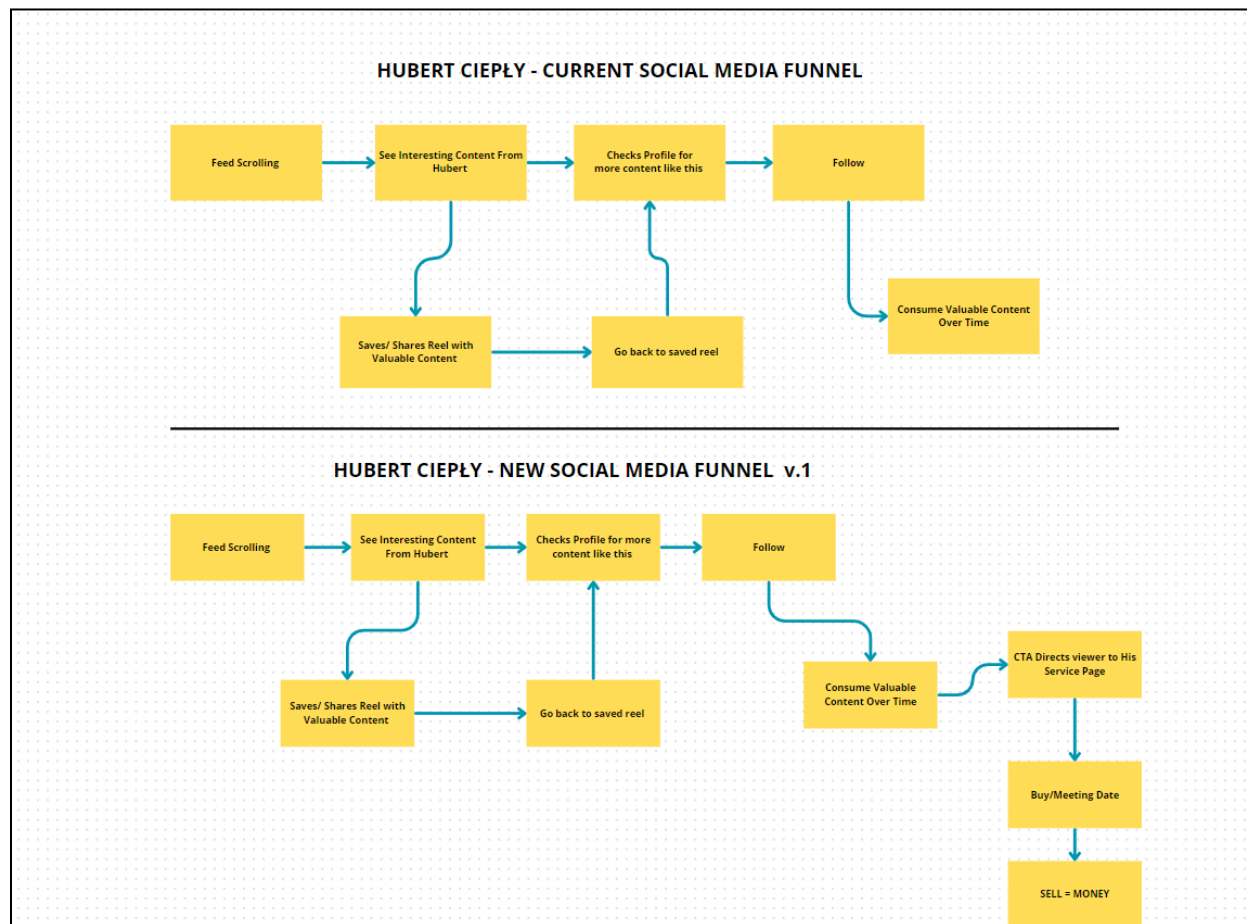 HUBERT CIEPŁY - CURRENT SOCIAL MEDIA FUNNEL
Feed Scrolling
See Interesting Content From
Hubert
Checks Profile for
more content like this
Follow
Consume Valuable Content
Over Time
Saves/ Shares Reel with
Valuable Content
Go back to saved reel
HUBERT CIEPŁY - NEW SOCIAL MEDIA FUNNEL v.1
Feed Scrolling
See Interesting Content
From Hubert
Checks Profile for more
content like this
Follow
CTA Directs viewer to His
Service Page
Consume Valuable
Content Over Time
Saves/ Shares Reel with
Valuable Content
Go back to saved reel
Buy/Meeting Date
SELL = MONEY